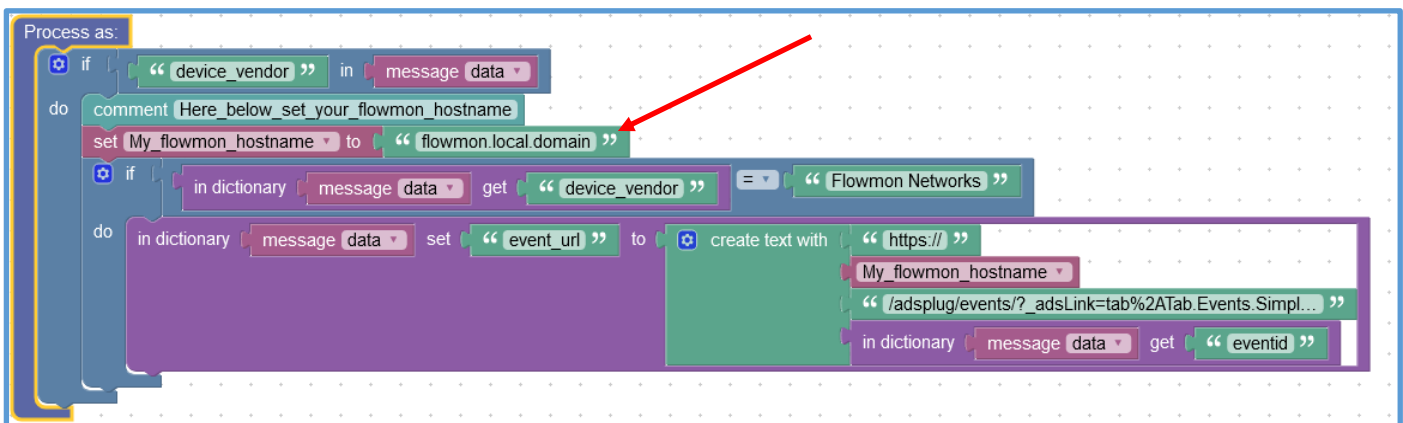 Process as:
if “ device_vendor ” in message data
do comment Here_below_set_your_flowmon_hostname
set My_flowmon_hostname to “ flowmon.local.domain ”
if in dictionary message data get “ device_vendor ” = “ Flowmon Networks ”
do in dictionary message data set “ event_url ” to create text with “ https:// ”
My_flowmon_hostname
“ /adsplug/events/?_adsLink=tab%2ATab.Events.Simpl... ”
in dictionary message data get “ eventid ”